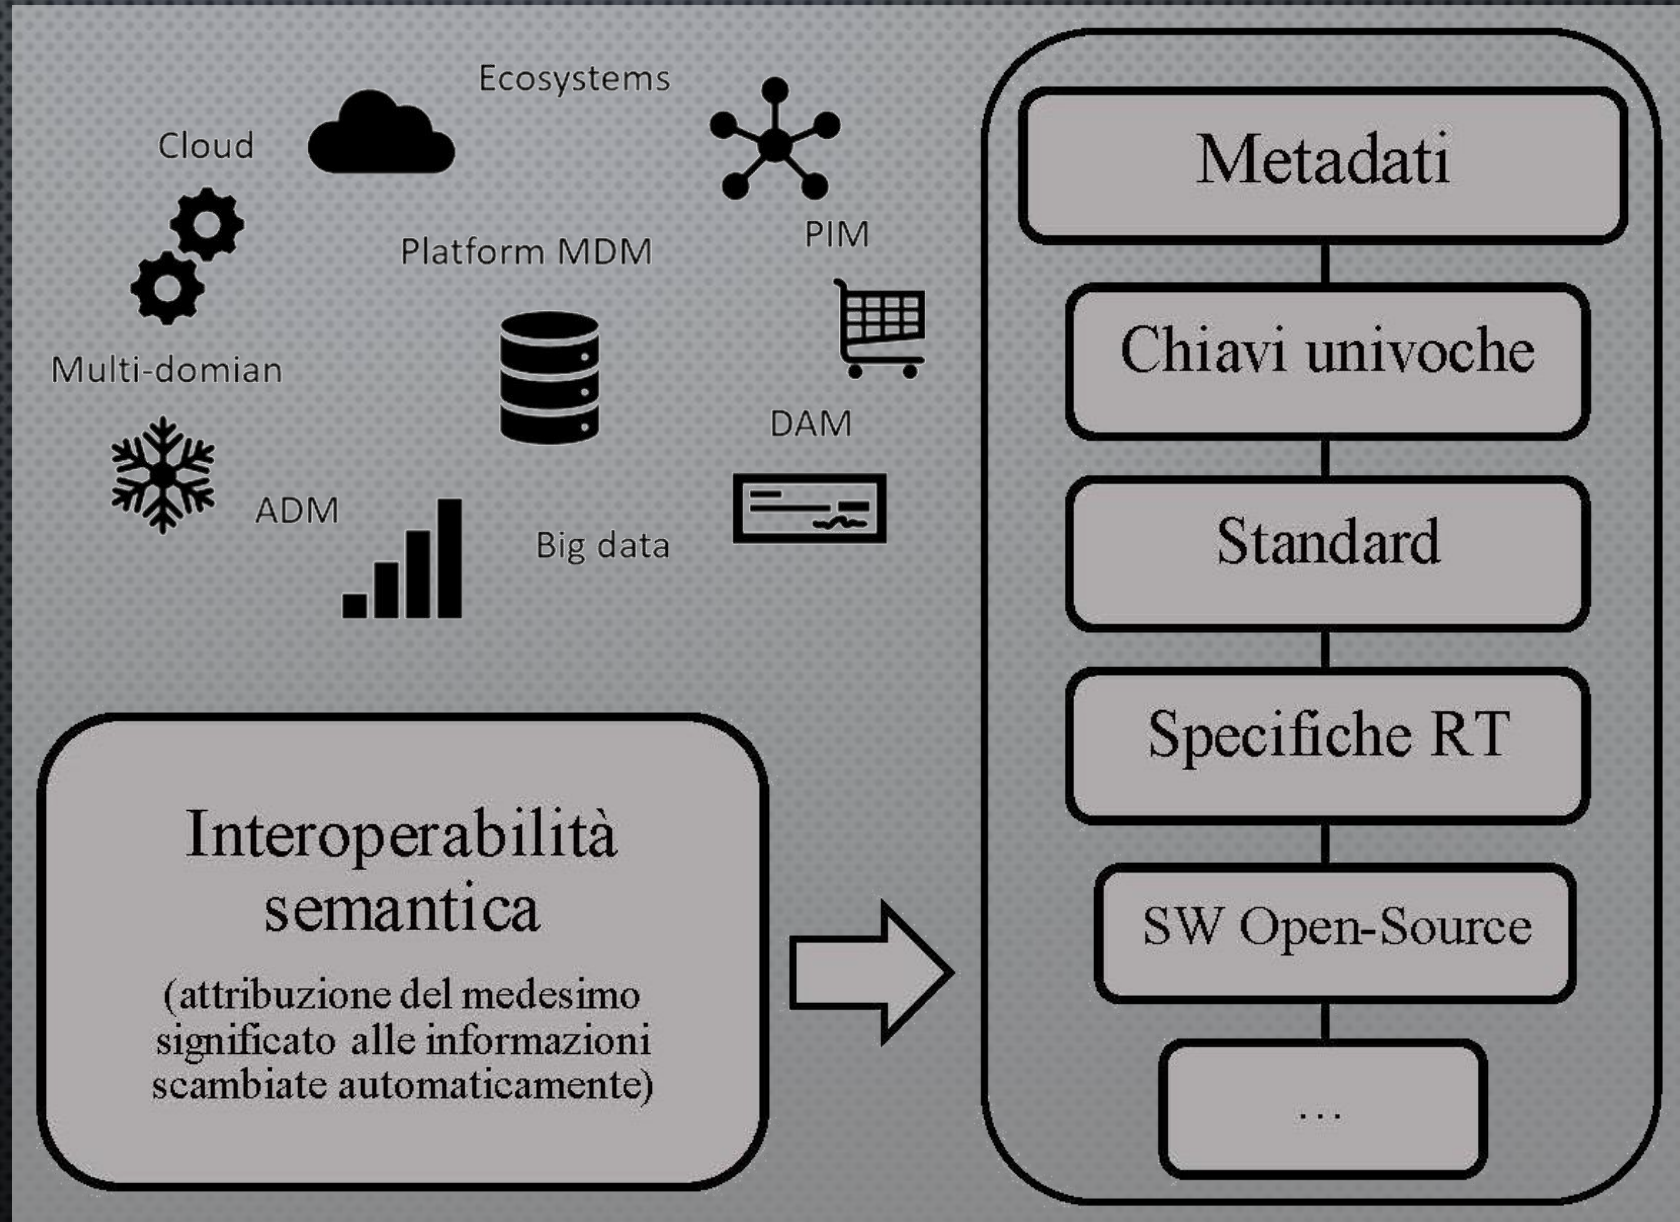 Ecosystems
Cloud
PIM
Platform MDM
Multi-domian
DAM
ADM
Big data
Interoperabilità
semantica
(attribuzione del medesimo
significato alle informazioni
scambiate automaticamente)
Metadati
Chiavi univoche
Standard
Specifiche RT
SW Open-Source
...